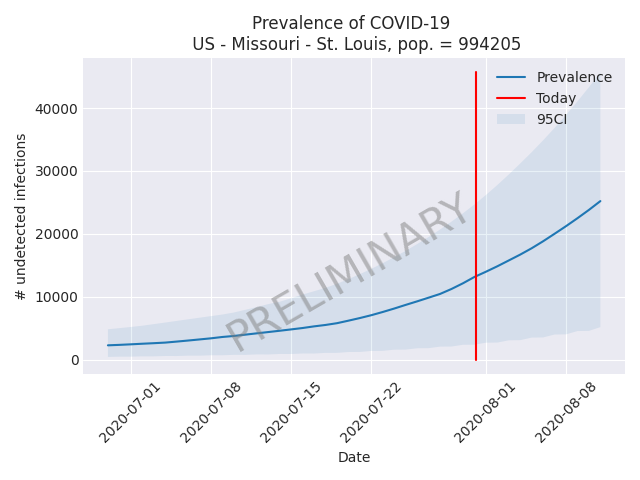 Prevalence of COVID-19
US - Missouri - St. Louis, pop. = 994205
Prevalence
Today
95CI
40000
30000
20000
10000
0
# undetected infections
PRELIMINARY
2020-07-01
2020-07-08
2020-07-15
2020-07-22
2020-08-01
2020-08-08
Date